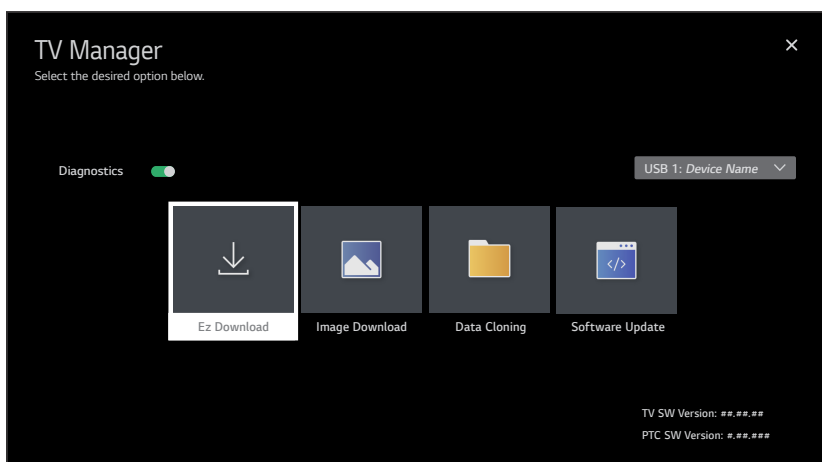 TV Manager
Select the desired option below.
Diagnostics
USB 1: Device Name
</>
Ez Download
Image Download
Data Cloning
Software Update
TV SW Version: ##.##.##
PTC SW Version: #.##.###